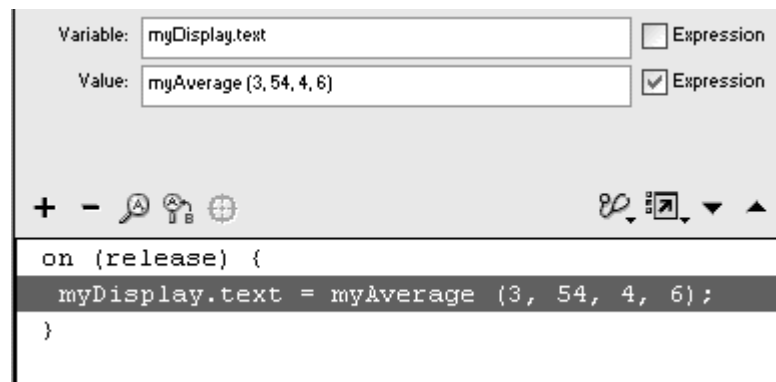 Variable: myDisplay.text Expression
Value: myAverage (3, 54, 4, 6) Expression
on (release) {
myDisplay.text = myAverage (3, 54, 4, 6);
}